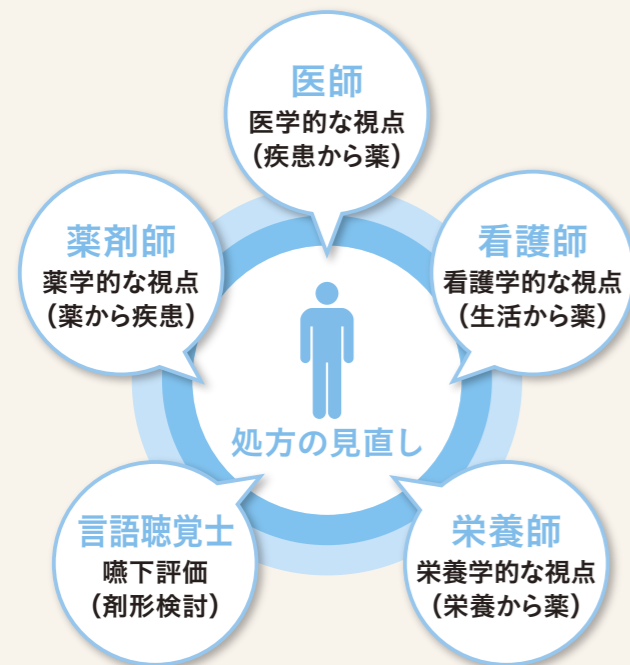 医師
医学的な視点
(疾患から薬)
薬剤師
薬学的な視点
(薬から疾患)
看護師
看護学的な視点
(生活から薬)
処方の見直し
言語聴覚士
嚥下評価
(剤形検討)
栄養師
栄養学的な視点
(栄養から薬)